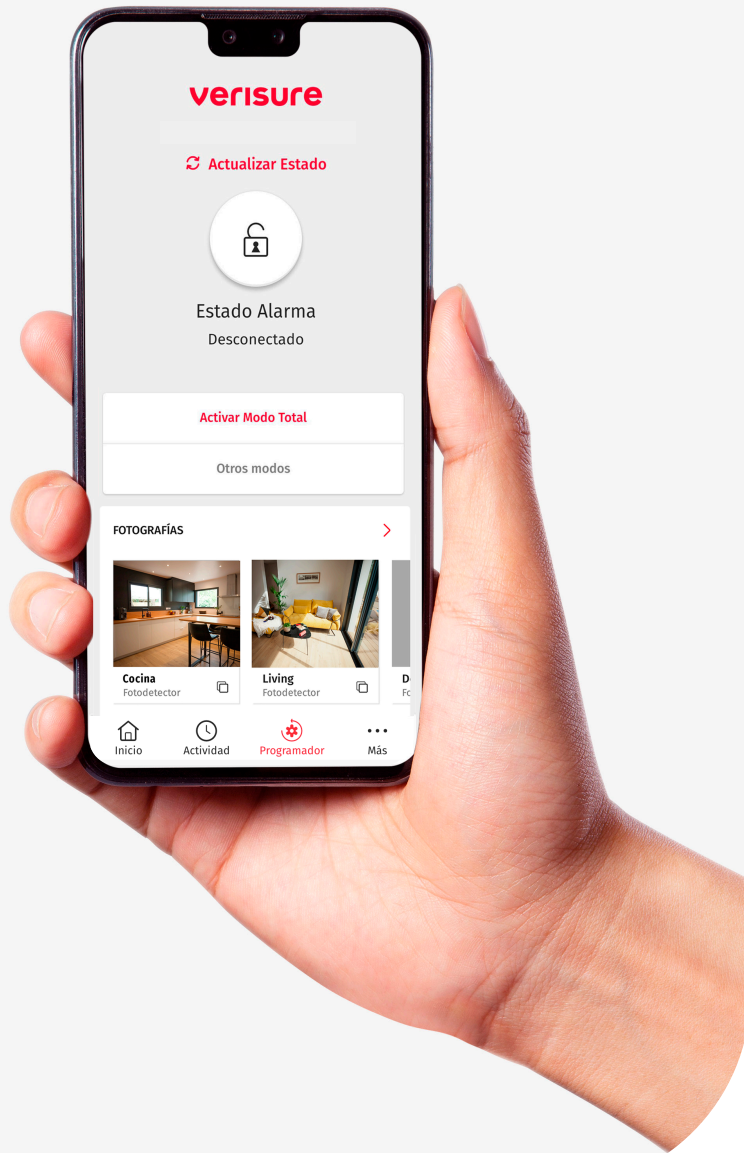 verisure
Actualizar Estado
Estado Alarma
Desconectado
Activar Modo Total
Otros modos
FOTOGRAFÍAS
Cocina
Fotodetector
Living
Fotodetector
Inicio
Actividad
Programador
Más